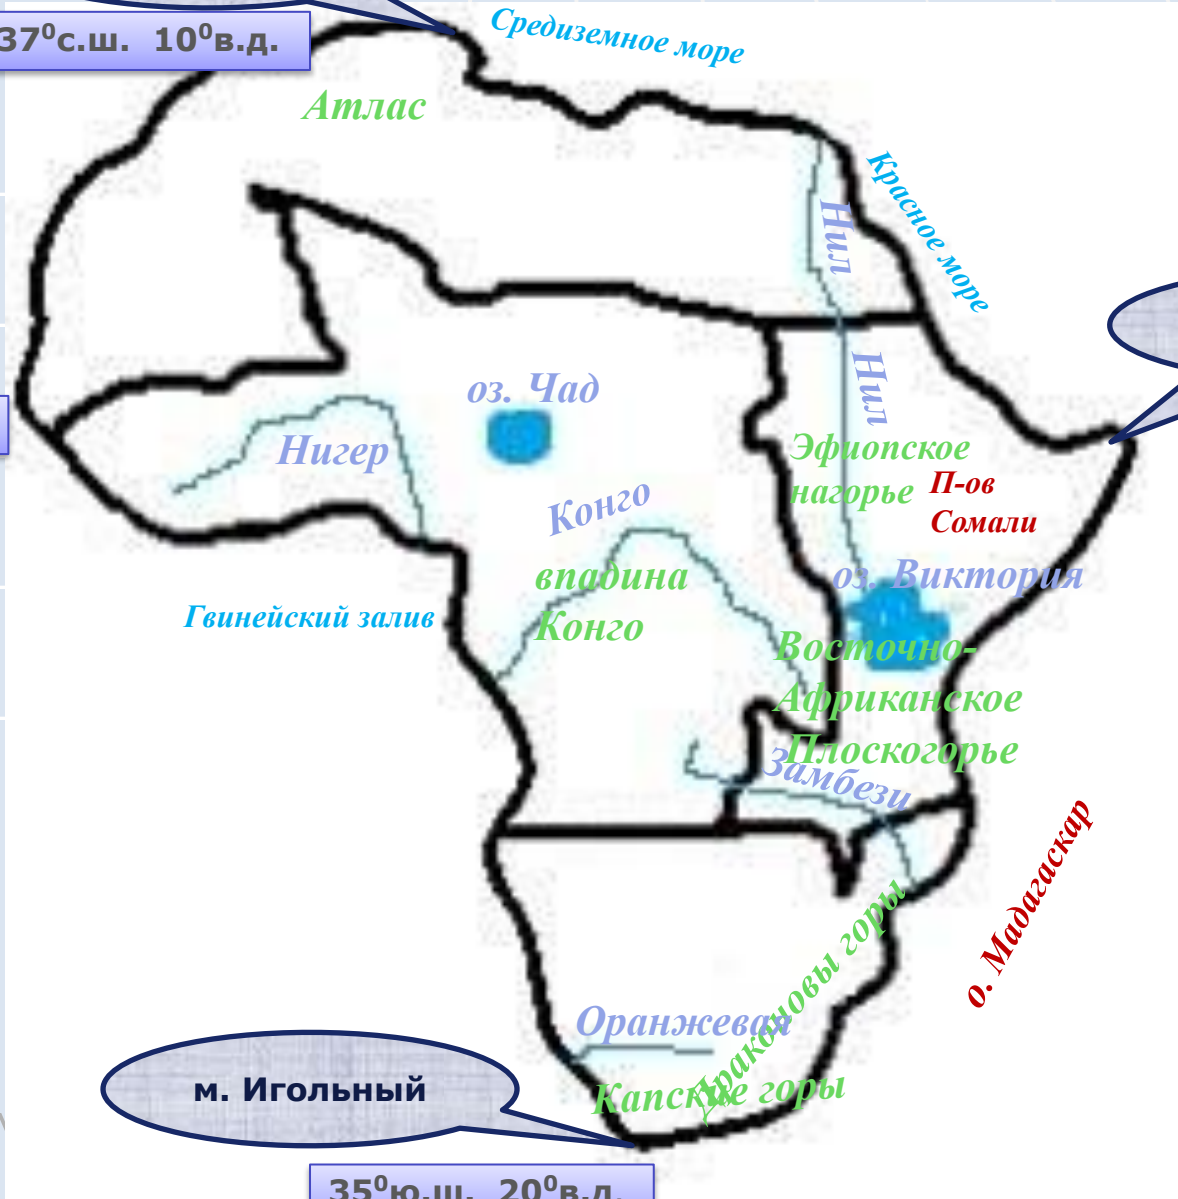 37⁰с.ш. 10⁰в.д.
Средиземное море
Атлас
Красное море
Нил
Нил
оз. Чад
Нигер
Эфиопское
нагорье
П-ов
Сомали
Конго
впадина
Конго
оз. Виктория
Гвинейский залив
Восточно-
Африканское
Плоскогорье
Замбези
о. Мадагаскар
Драконовы горы
Оранжевая
Капские горы
м. Игольный
35⁰ю.ш. 20⁰в.д.